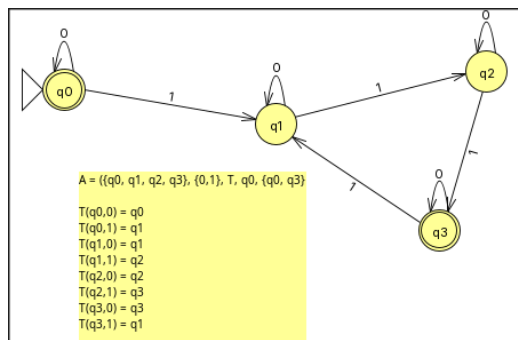 0
0
0
q0
1
q1
1
q2
1
1
0
q3
A = ({q0, q1, q2, q3}, {0,1}, T, q0, {q0, q3}
T(q0,0) = q0
T(q0,1) = q1
T(q1,0) = q1
T(q1,1) = q2
T(q2,0) = q2
T(q2,1) = q3
T(q3,0) = q3
T(q3,1) = q1